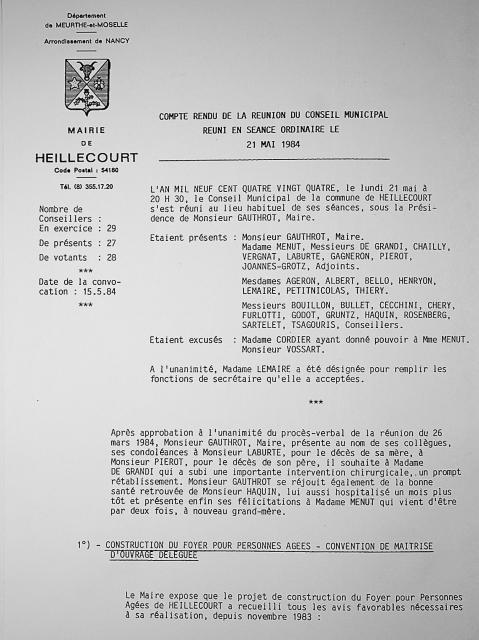 Département
de MEURTHE-et-MOSELLE
Arrondissement de NANCY
MAIRIE
DE
HEILLECOURT
Code Postal : 54180
Tél. (8) 355.17.20
COMPTE RENDU DE LA REUNION DU CONSEIL MUNICIPAL
REUNI EN SEANCE ORDINAIRE LE
21 MAI 1984
Nombre de
Conseillers :
En exercice : 29
De présents : 27
De votants : 28
***
Date de la convo-
cation : 15.5.84
***
L'AN MIL NEUF CENT QUATRE VINGT QUATRE, le lundi 21 mai à
20 H 30, le Conseil Municipal de la commune de HEILLECOURT
s'est réuni au lieu habituel de ses séances, sous la Prési-
dence de Monsieur GAUTHROT, Maire.
Etaient présents : Monsieur GAUTHROT, Maire.
Madame MENUT, Messieurs DE GRANDI, CHAILLY,
VERGNAT, LABURTE, GAGNERON, PIEROT,
JOANNES-GROTZ, Adjoints.
Mesdames AGERON, ALBERT, BELLO, HENRYON,
LEMAIRE, PETITNICOLAS, THIERY.
Messieurs BOUILLON, BULLET, CECCHINI, CHERY,
FURLOTTI, GODOT, GRUNTZ, HAQUIN, ROSENBERG,
SARTELET, TSAGOURIS, Conseillers.
Etaient excusés : Madame CORDIER ayant donné pouvoir à Mme MENUT.
Monsieur VOSSART.
A l'unanimité, Madame LEMAIRE a été désignée pour remplir les
fonctions de secrétaire qu'elle a acceptées.
***
Après approbation à l'unanimité du procès-verbal de la réunion du 26
mars 1984, Monsieur GAUTHROT, Maire, présente au nom de ses collègues,
ses condoléances à Monsieur LABURTE, pour le décès de sa mère, à
Monsieur PIEROT, pour le décès de son père, il souhaite à Madame
DE GRANDI qui a subi une importante intervention chirurgicale, un prompt
rétablissement. Monsieur GAUTHROT se réjouit également de la bonne
santé retrouvée de Monsieur HAQUIN, lui aussi hospitalisé un mois plus
tôt et présente enfin ses félicitations à Madame MENUT qui vient d'être
par deux fois, à nouveau grand-mère.
1°) - CONSTRUCTION DU FOYER POUR PERSONNES AGEES - CONVENTION DE MAITRISE
D'OUVRAGE DELEGUEE
Le Maire expose que le projet de construction du Foyer pour Personnes
Agées de HEILLECOURT a recueilli tous les avis favorables nécessaires
à sa réalisation, depuis novembre 1983 :